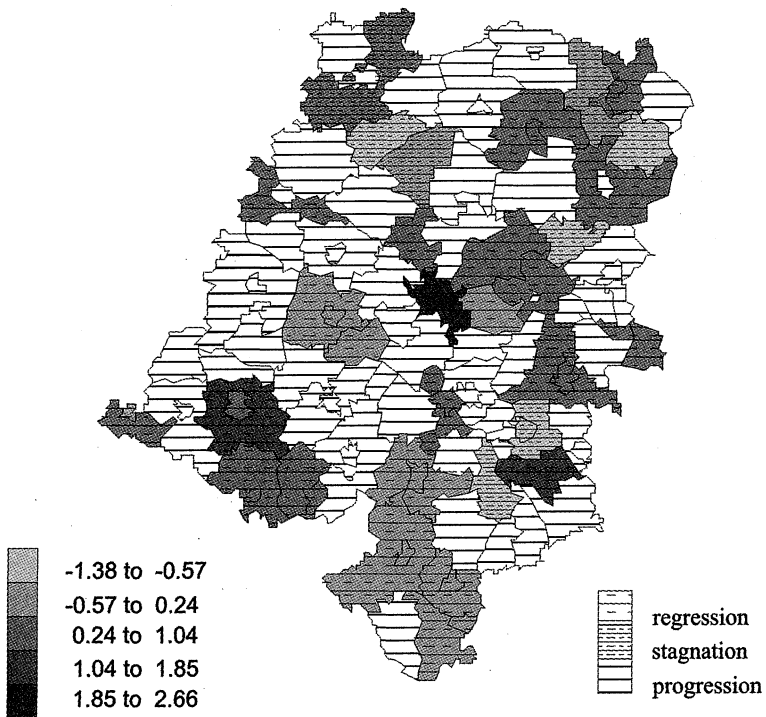 -1.38 to -0.57
-0.57 to 0.24
0.24 to 1.04
1.04 to 1.85
1.85 to 2.66
regression
stagnation
progression